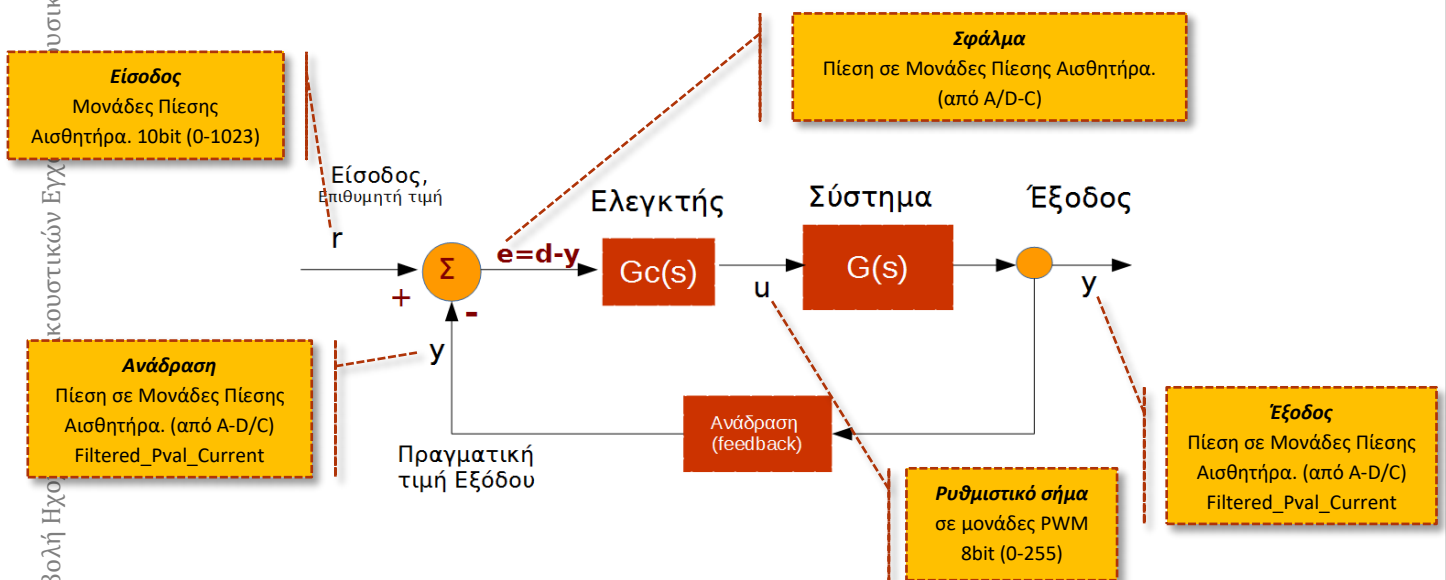 Είσοδος
Μονάδες Πίεσης
Αισθητήρα. 10bit (0-1023)
Σφάλμα
Πίεση σε Μονάδες Πίεσης Αισθητήρα.
(από A/D-C)
Είσοδος,
Επιθυμητή τιμή
r
Σ
+
-
e=d-y
Ελεγκτής
Gc(s)
u
Σύστημα
G(s)
Έξοδος
y
Ανάδραση
Πίεση σε Μονάδες Πίεσης
Αισθητήρα. (από A-D/C)
Filtered_Pval_Current
y
Πραγματική
τιμή Εξόδου
Ανάδραση
(feedback)
Ρυθμιστικό σήμα
σε μονάδες PWM
8bit (0-255)
Έξοδος
Πίεση σε Μονάδες Πίεσης
Αισθητήρα. (από A-D/C)
Filtered_Pval_Current